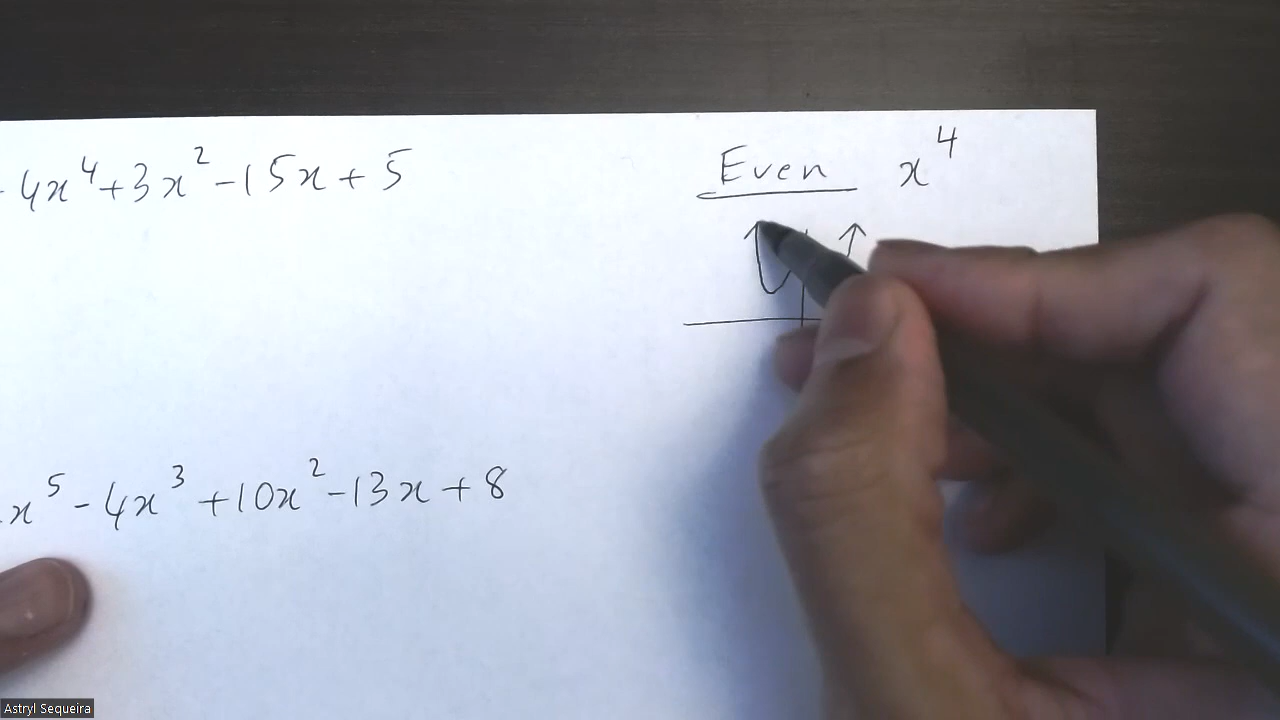 - 4x⁴ + 3x² - 15x + 5
Even x⁴
x⁵ - 4x³ + 10x² - 13x + 8
Astryl Sequeira